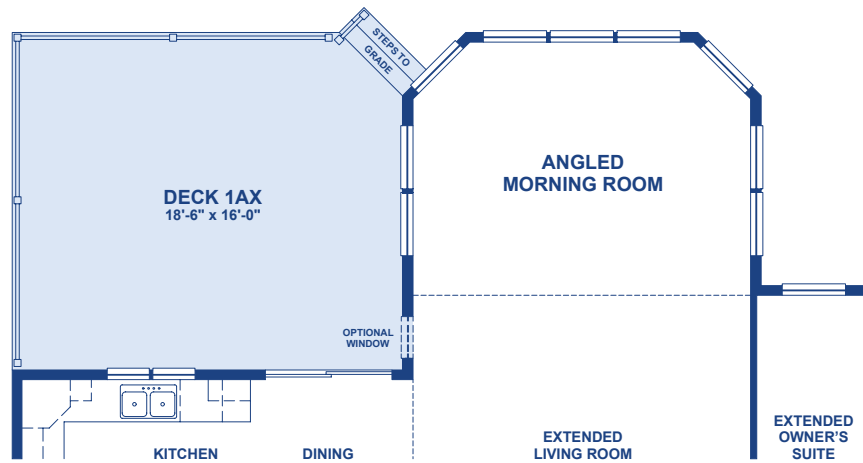 STEPS TO
GRADE
ANGLED
MORNING ROOM
DECK 1AX
18'-6" x 16'-0"
OPTIONAL
WINDOW
KITCHEN
DINING
EXTENDED
LIVING ROOM
EXTENDED
OWNER'S
SUITE